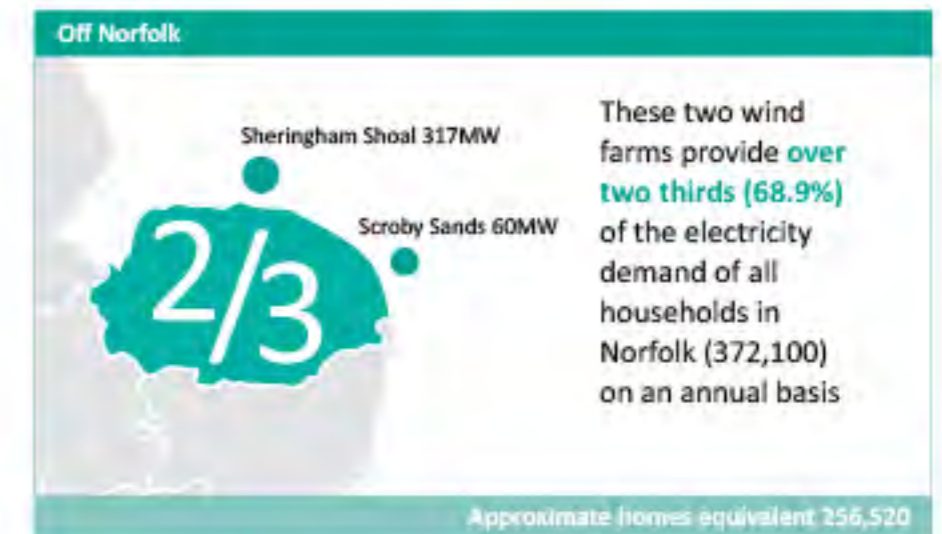 Off Norfolk
Sheringham Shoal 317MW
Scroby Sands 60MW
2/3
These two wind
farms provide over
two thirds (68.9%)
of the electricity
demand of all
households in
Norfolk (372,100)
on an annual basis
Approximate homes equivalent 256,520